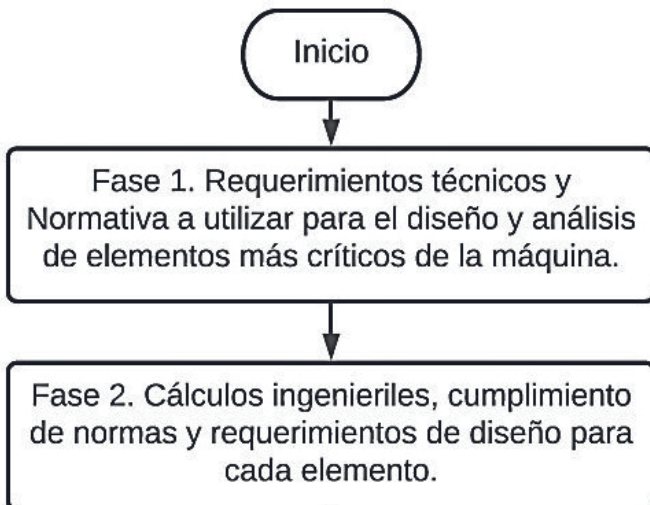 Inicio
Fase 1. Requerimientos técnicos y
Normativa a utilizar para el diseño y análisis
de elementos más críticos de la máquina.
Fase 2. Cálculos ingenieriles, cumplimiento
de normas y requerimientos de diseño para
cada elemento.